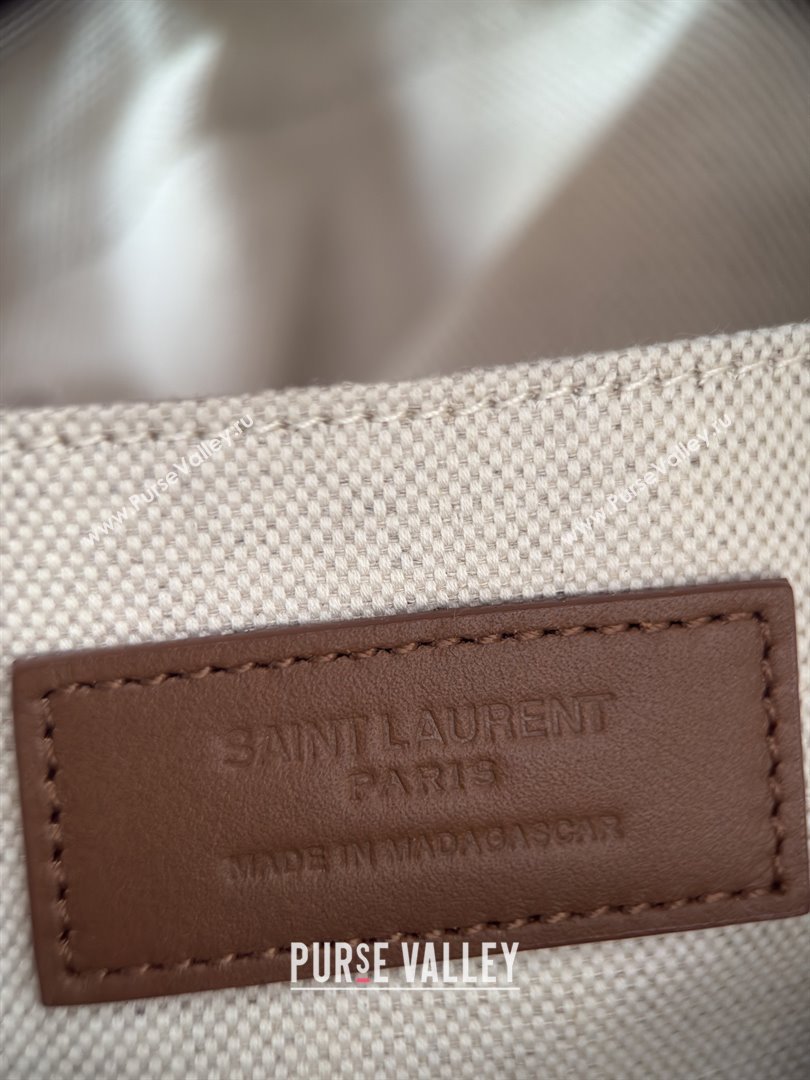 www.PurseValley.ru
www.PurseValley.ru
SAINT LAURENT
PARIS
MADE IN MADAGASCAR
PURSE VALLEY